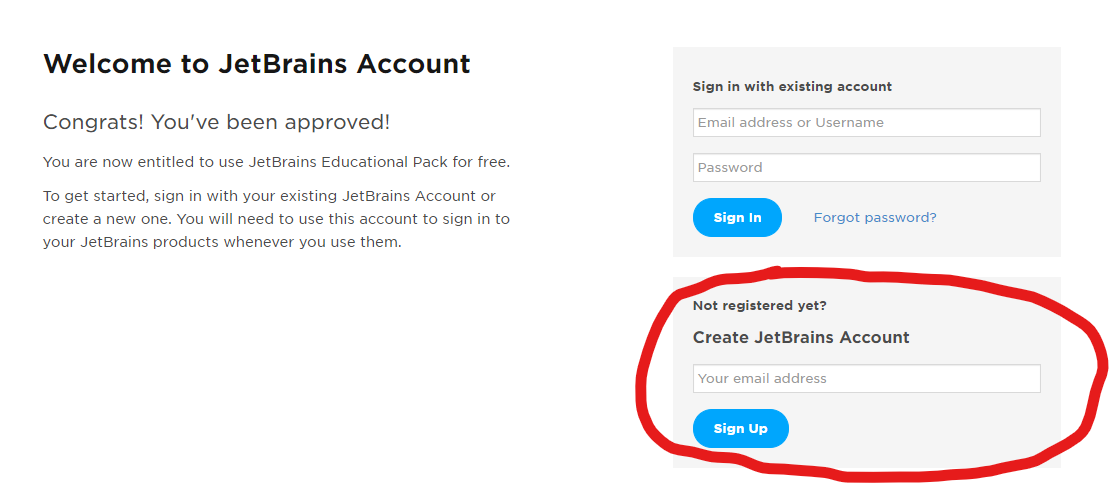 Welcome to JetBrains Account
Congrats! You've been approved!
You are now entitled to use JetBrains Educational Pack for free.
To get started, sign in with your existing JetBrains Account or
create a new one. You will need to use this account to sign in to
your JetBrains products whenever you use them.
Sign in with existing account
Email address or Username
Password
Sign In
Forgot password?
Not registered yet?
Create JetBrains Account
Your email address
Sign Up